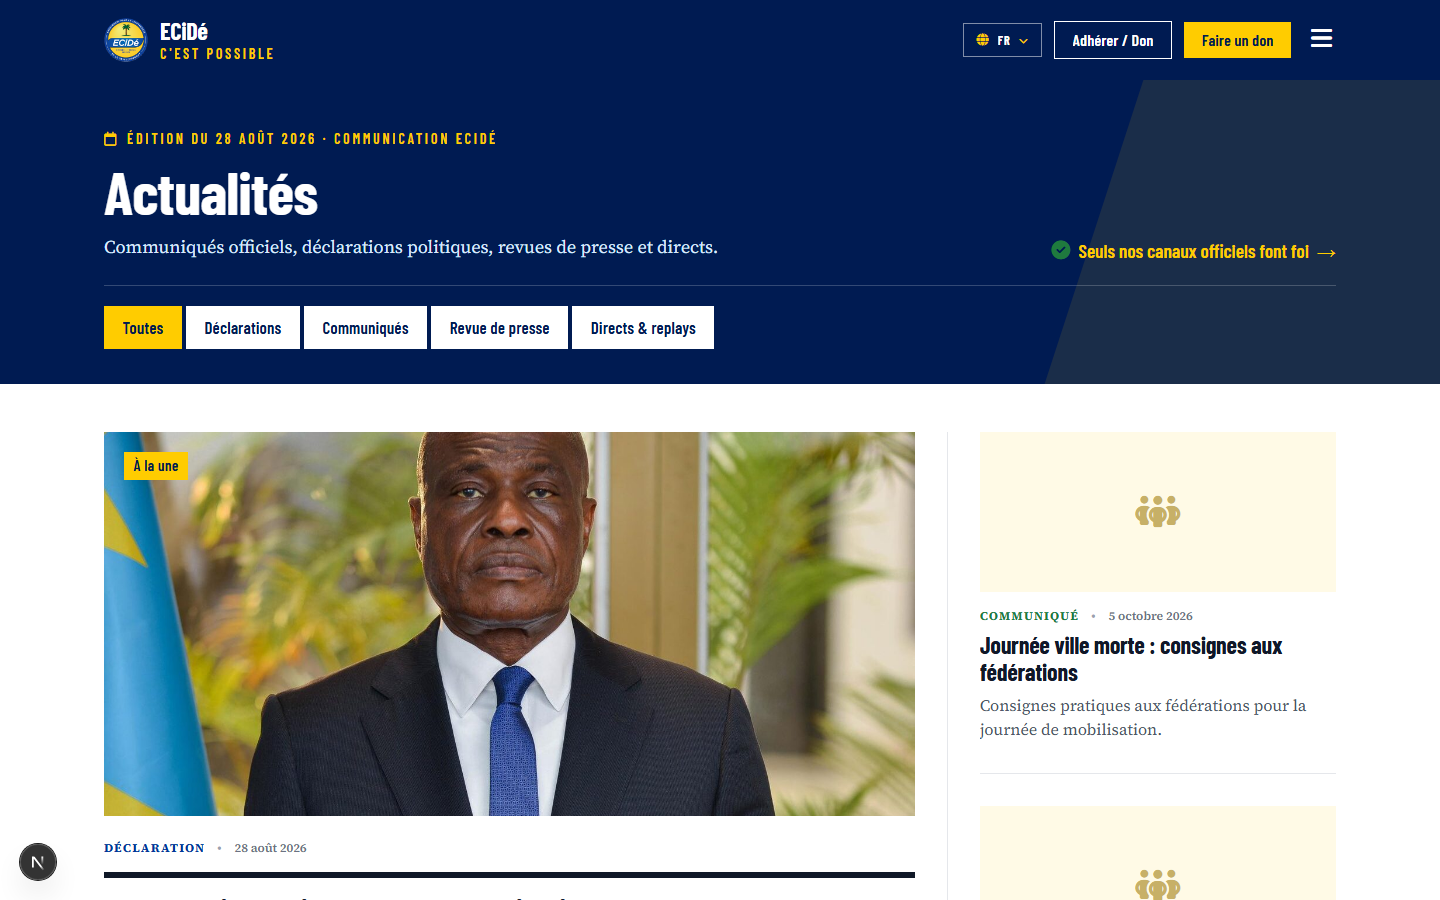 ECiDé
ECiDé
C'EST POSSIBLE
FR
Adhérer / Don
Faire un don
ÉDITION DU 28 AOÛT 2026 · COMMUNICATION ECIDÉ
Actualités
Communiqués officiels, déclarations politiques, revues de presse et directs.
Seuls nos canaux officiels font foi →
Toutes
Déclarations
Communiqués
Revue de presse
Directs & replays
À la une
DÉCLARATION • 28 août 2026
COMMUNIQUÉ • 5 octobre 2026
Journée ville morte : consignes aux
fédérations
Consignes pratiques aux fédérations pour la
journée de mobilisation.
N